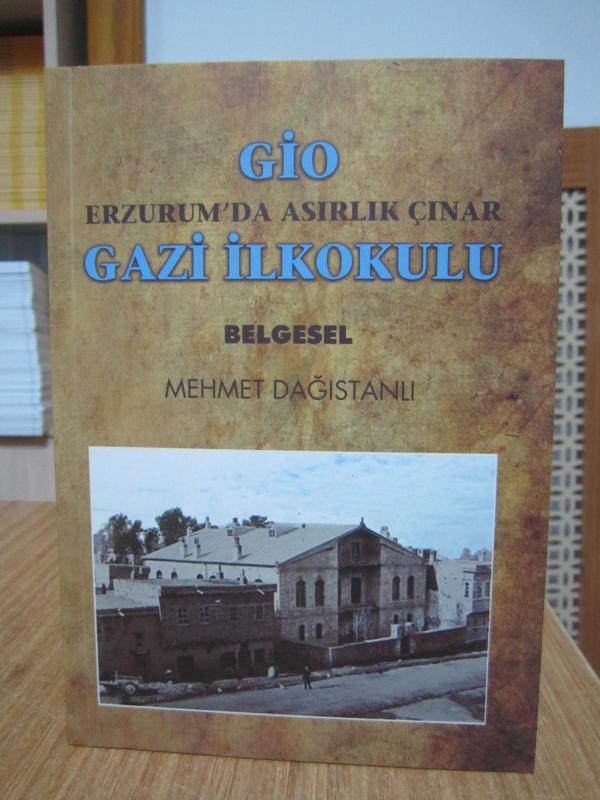 GİO
ERZURUM'DA ASIRLIK ÇINAR
GAZİ İLKOKULU
BELGESEL
MEHMET DAĞISTANLI